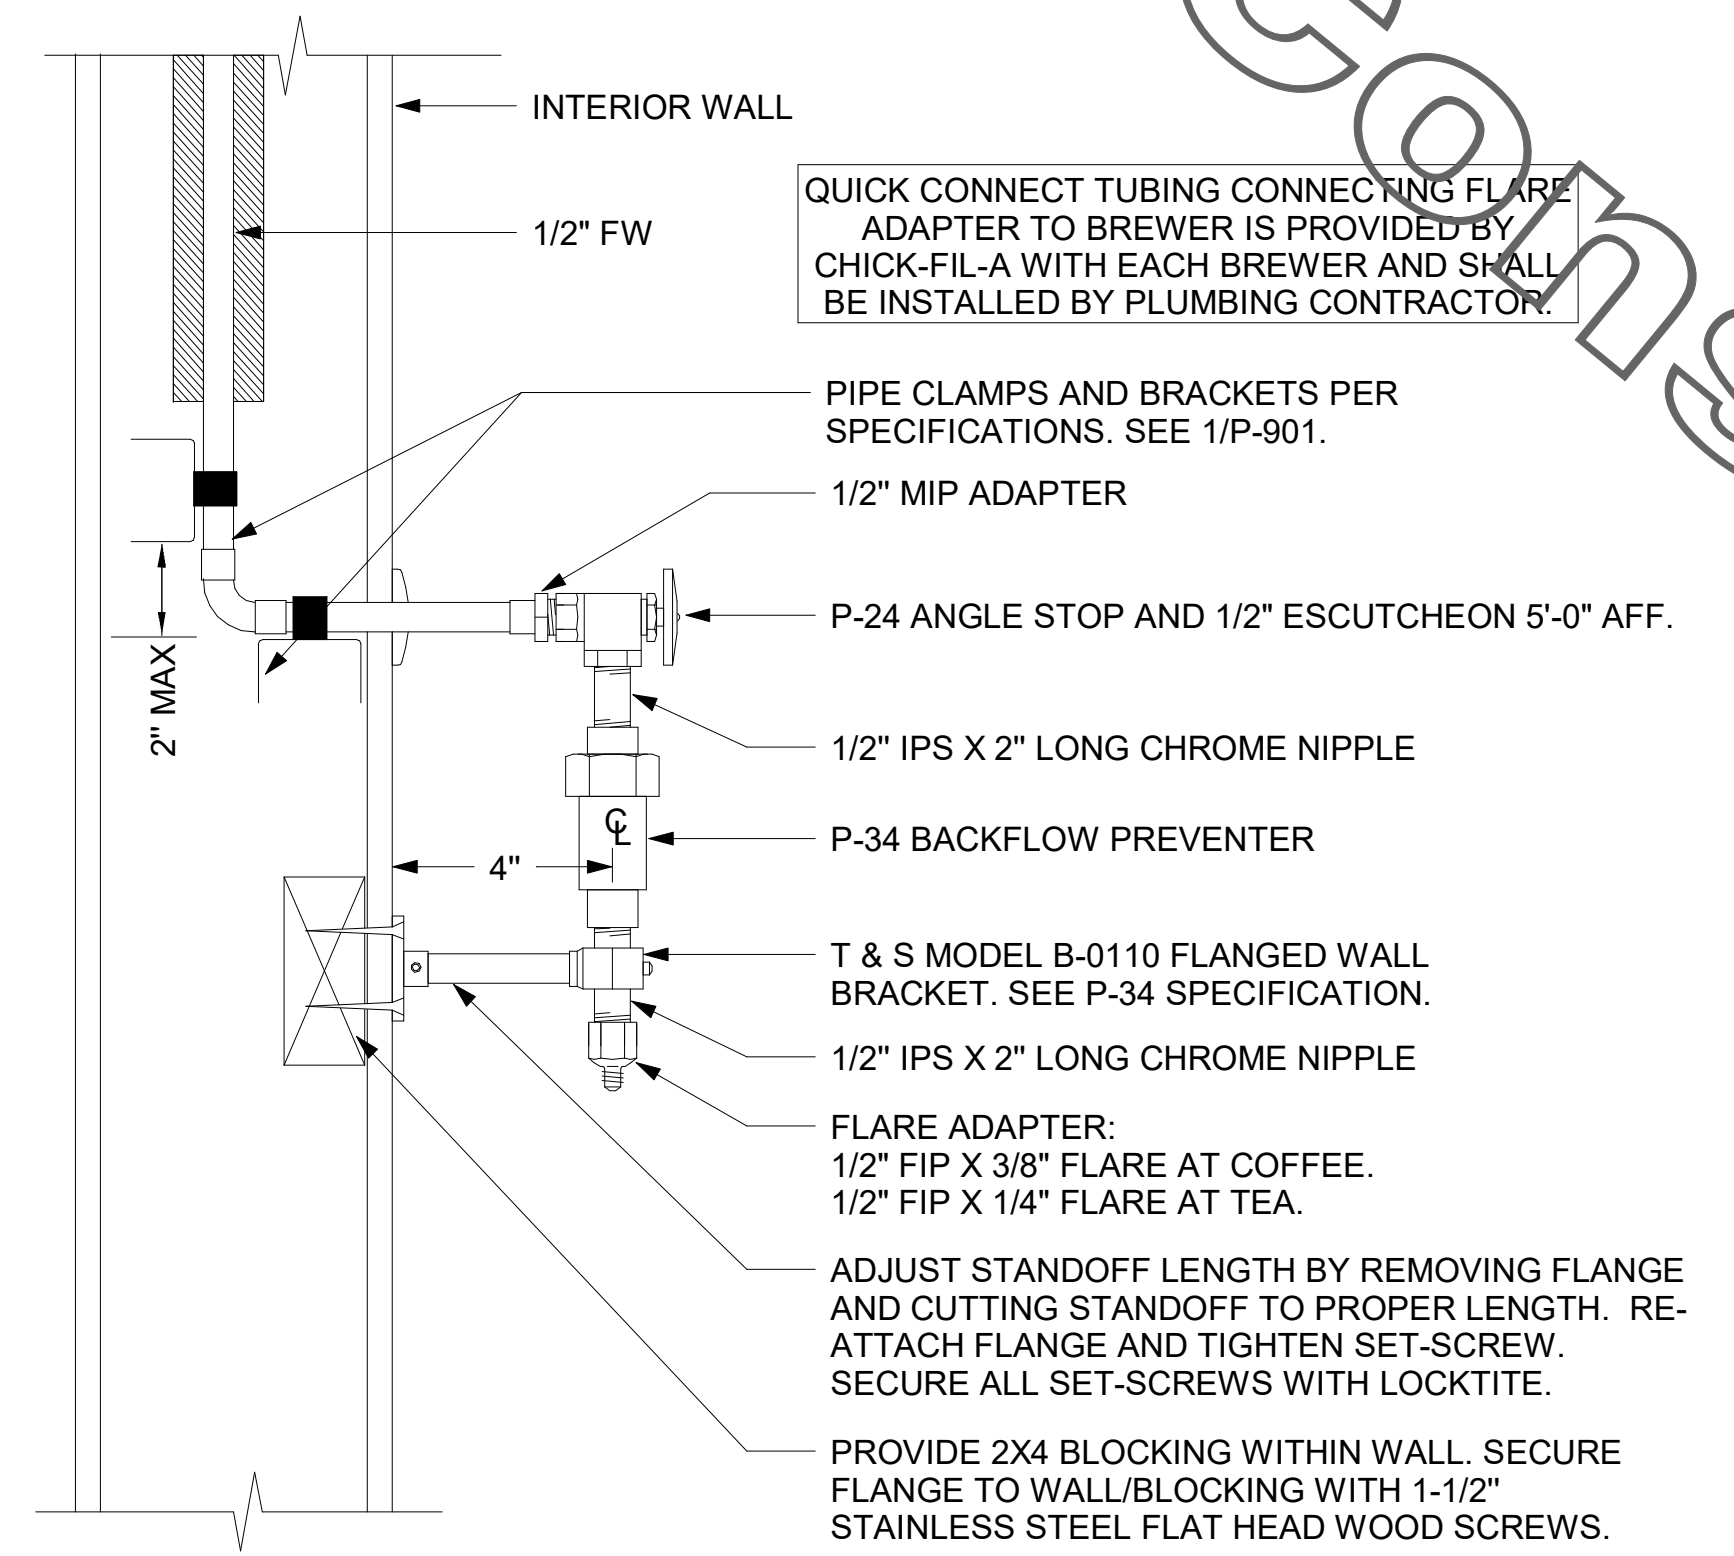 INTERIOR WALL
1/2" FW
QUICK CONNECT TUBING CONNECTING FLARE
ADAPTER TO BREWER IS PROVIDED BY
CHICK-FIL-A WITH EACH BREWER AND SHALL
BE INSTALLED BY PLUMBING CONTRACTOR.
PIPE CLAMPS AND BRACKETS PER
SPECIFICATIONS. SEE 1/P-901.
1/2" MIP ADAPTER
P-24 ANGLE STOP AND 1/2" ESCUTCHEON 5'-0" AFF.
2" MAX
1/2" IPS X 2" LONG CHROME NIPPLE
CL
P-34 BACKFLOW PREVENTER
4"
T & S MODEL B-0110 FLANGED WALL
BRACKET. SEE P-34 SPECIFICATION.
1/2" IPS X 2" LONG CHROME NIPPLE
FLARE ADAPTER:
1/2" FIP X 3/8" FLARE AT COFFEE.
1/2" FIP X 1/4" FLARE AT TEA.
ADJUST STANDOFF LENGTH BY REMOVING FLANGE
AND CUTTING STANDOFF TO PROPER LENGTH. RE-
ATTACH FLANGE AND TIGHTEN SET-SCREW.
SECURE ALL SET-SCREWS WITH LOCKTITE.
PROVIDE 2X4 BLOCKING WITHIN WALL. SECURE
FLANGE TO WALL/BLOCKING WITH 1-1/2"
STAINLESS STEEL FLAT HEAD WOOD SCREWS.